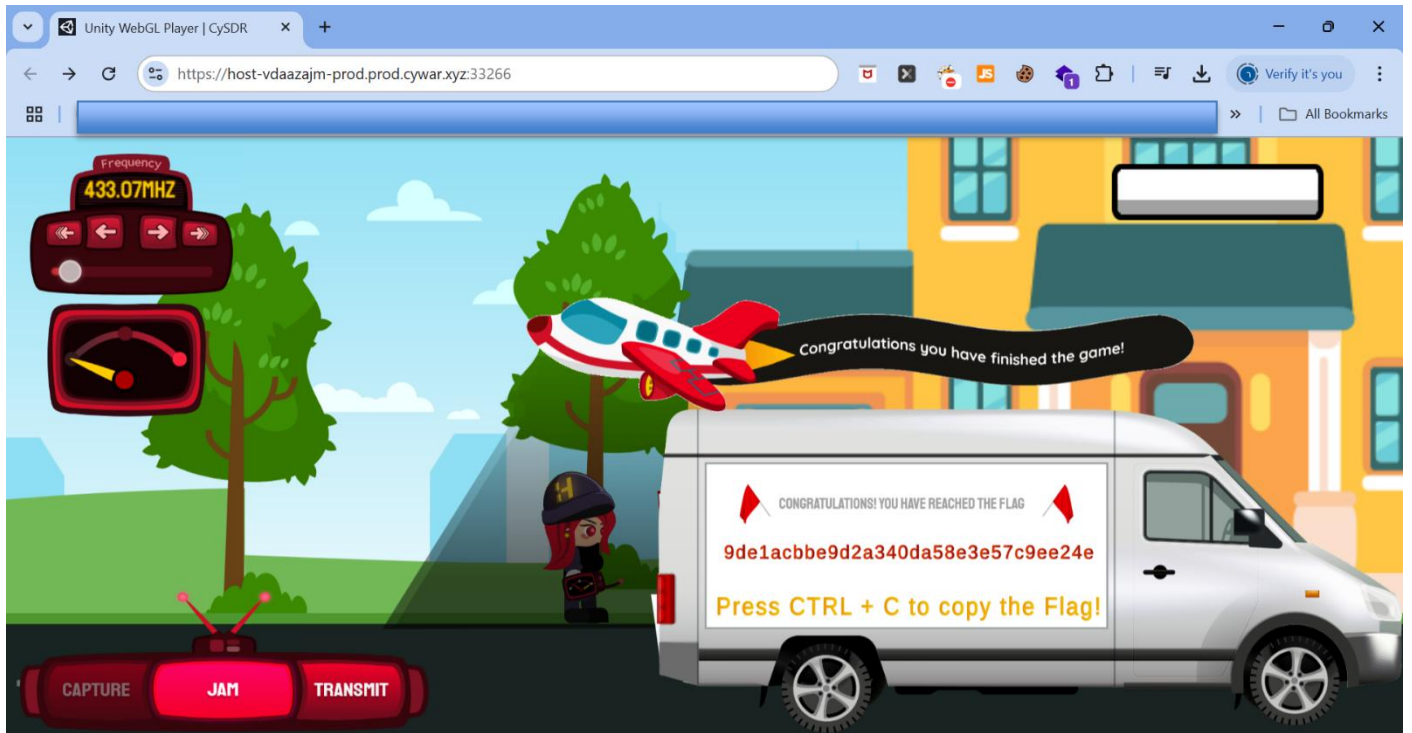 Unity WebGL Player | CySDR
https://host-vdaazajm-prod.prod.cywar.xyz:33266
JS
1
Verify it's you
All Bookmarks
Frequency
433.07MHZ
Congratulations you have finished the game!
CONGRATULATIONS! YOU HAVE REACHED THE FLAG
9de1acbbe9d2a340da58e3e57c9ee24e
Press CTRL + C to copy the Flag!
H
CAPTURE
JAM
TRANSMIT